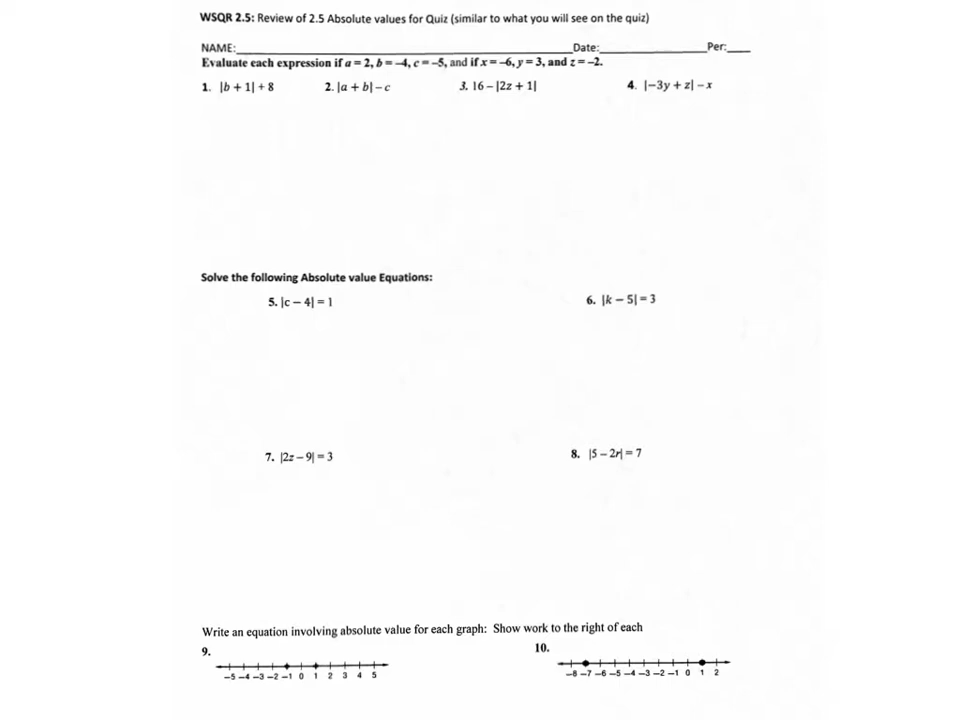 WSQR 2.5: Review of 2.5 Absolute values for Quiz (similar to what you will see on the quiz)
NAME:_______________ Date:_______________ Per:____
Evaluate each expression if a = 2, b = –4, c = –5, and if x = –6, y = 3, and z = –2.
1. |b + 1| + 8 2. |a + b| – c 3. 16 – |2z + 1| 4. |–3y + z| – x
Solve the following Absolute value Equations:
5. |c – 4| = 1 6. |k – 5| = 3
7. |2z – 9| = 3 8. |5 – 2r| = 7
Write an equation involving absolute value for each graph: Show work to the right of each
9. 10.
–5 –4 –3 –2 –1 0 1 2 3 4 5 –8 –7 –6 –5 –4 –3 –2 –1 0 1 2